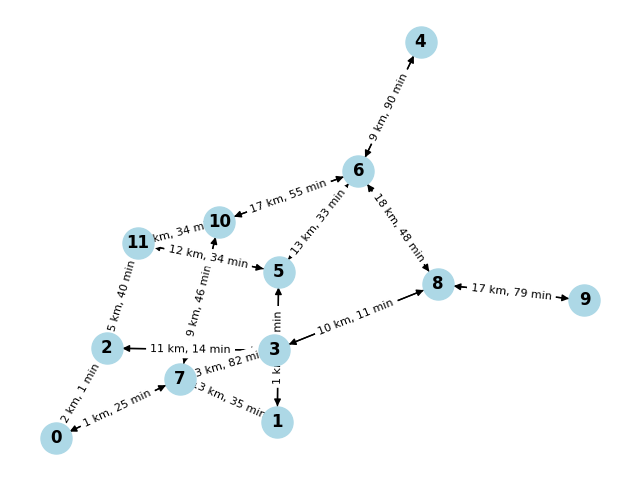 4
9 km, 90 min
6
17 km, 55 min
10
km, 34 m
11
12 km, 34 min
13 km, 33 min
18 km, 48 min
5
8
17 km, 79 min
9
5 km, 40 min
9 km, 46 min
min
10 km, 11 min
2
11 km, 14 min
3
3 km, 82 mi
7
1 k
2 km, 1 min
1 km, 25 min
3 km, 35 min
1
0